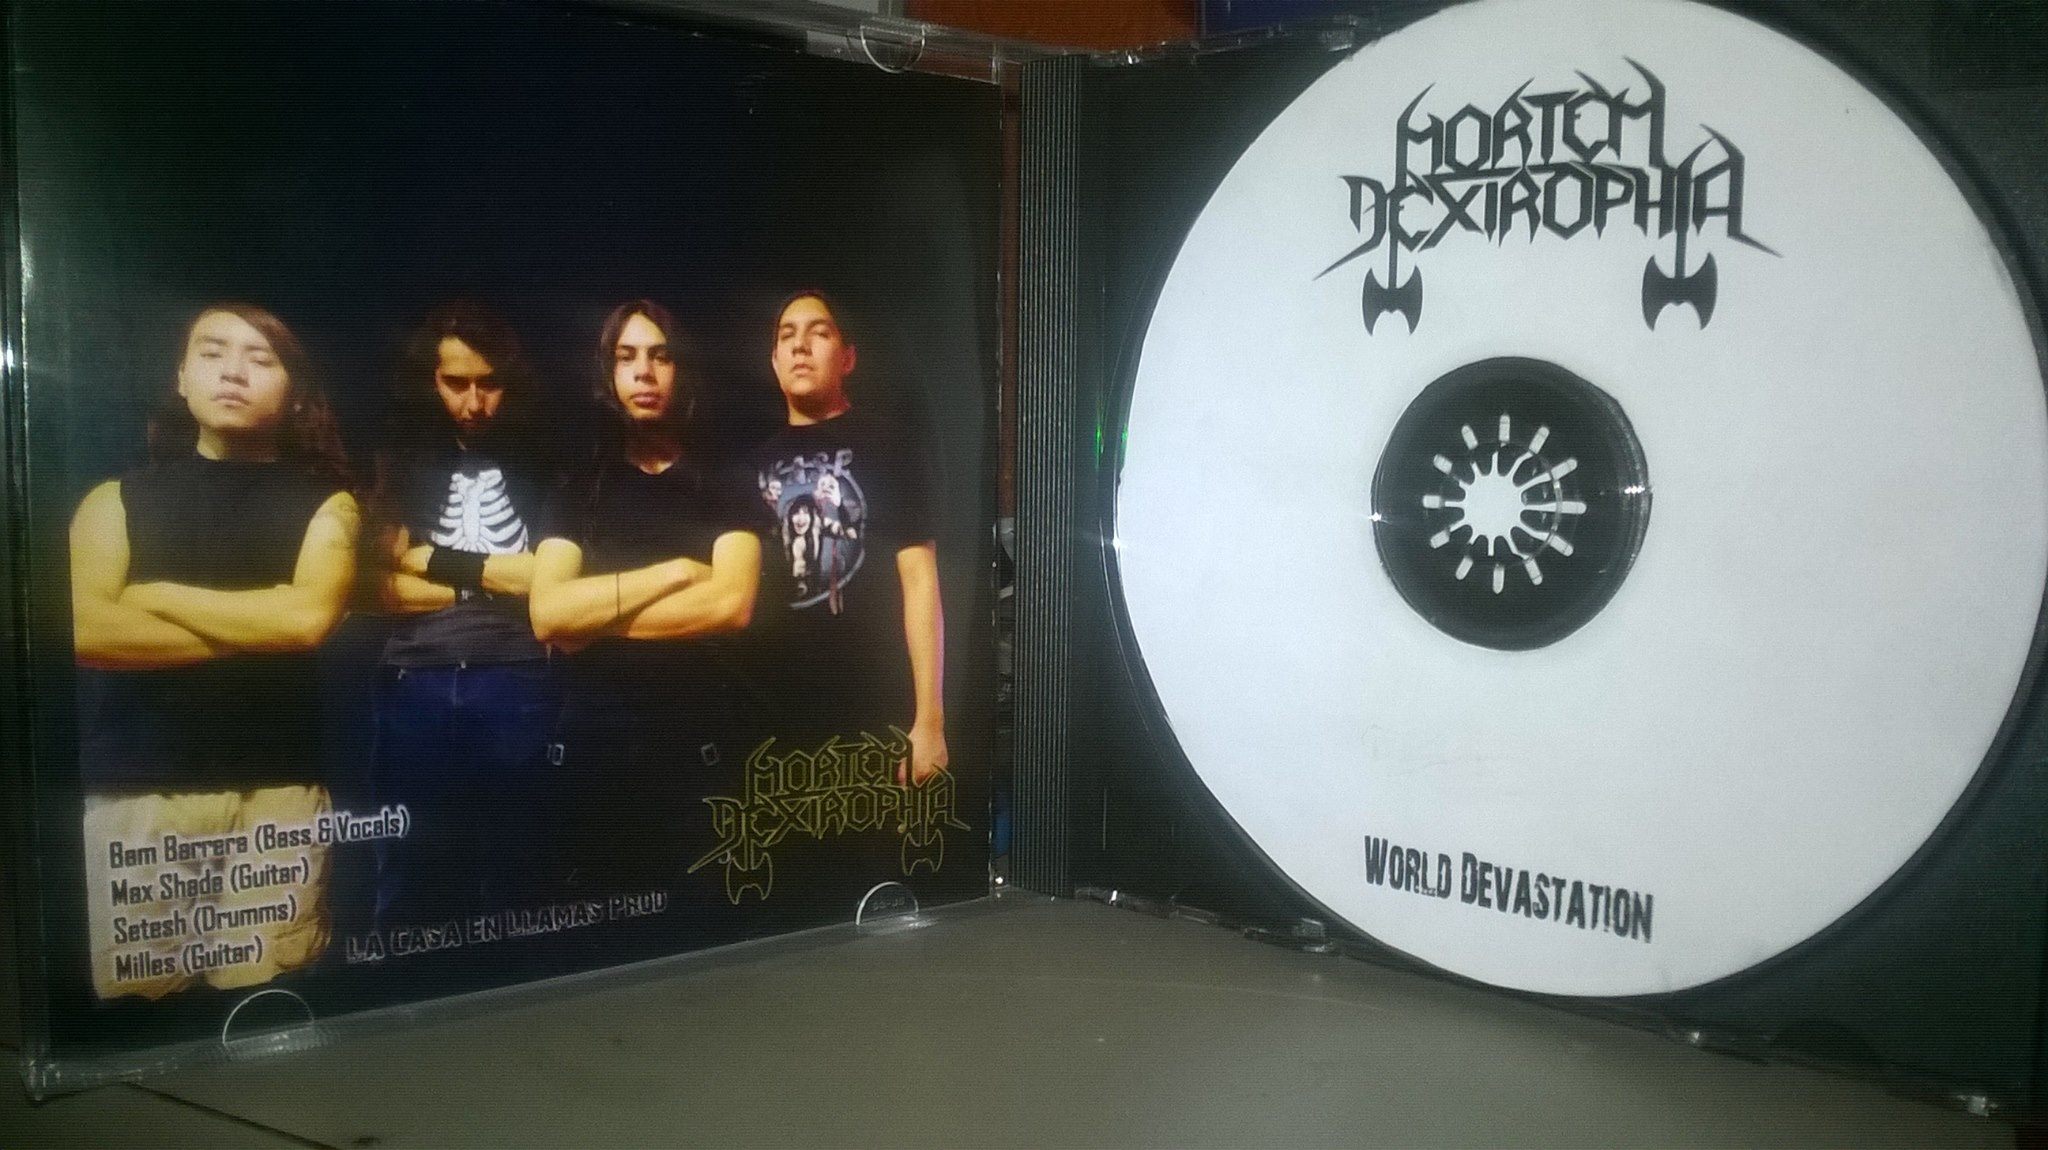 Bam Barrera (Bass & Vocals)
Max Shade (Guitar)
Setesh (Drumms)
Milles (Guitar)
LA CASA EN LLAMAS PROD
MORTEM
DEXIROPHIA
W.A.S.P.
MORTEM
DEXIROPHIA
WORLD DEVASTATION